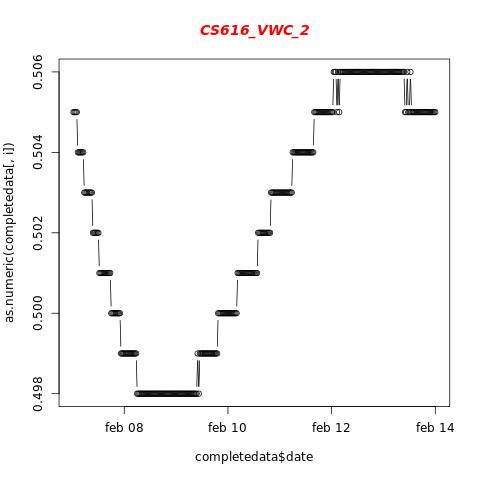 CS616_VWC_2
as.numeric(completedata[, i])
0.506
0.504
0.502
0.500
0.498
feb 08
feb 10
feb 12
feb 14
completedata$date